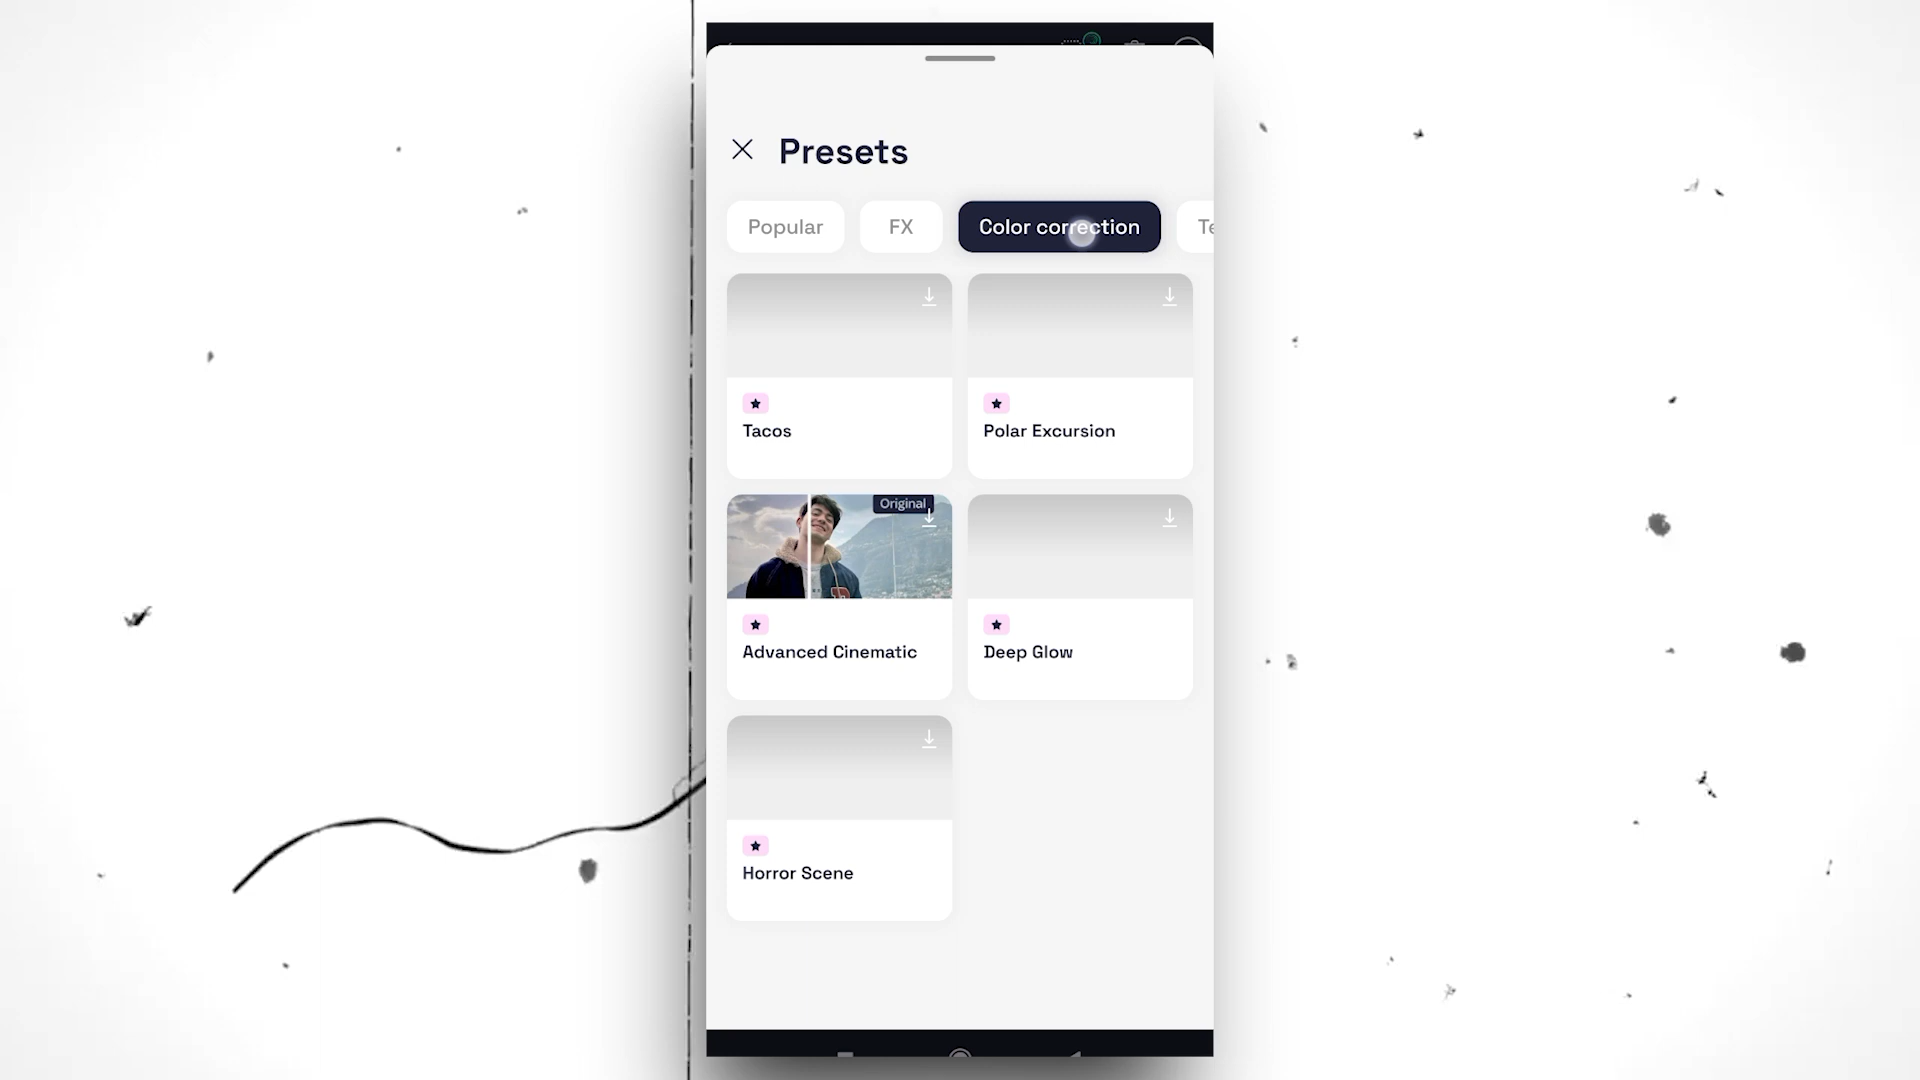 Presets
Popular
FX
Color correction
Tacos
Polar Excursion
Original
Advanced Cinematic
Deep Glow
Horror Scene